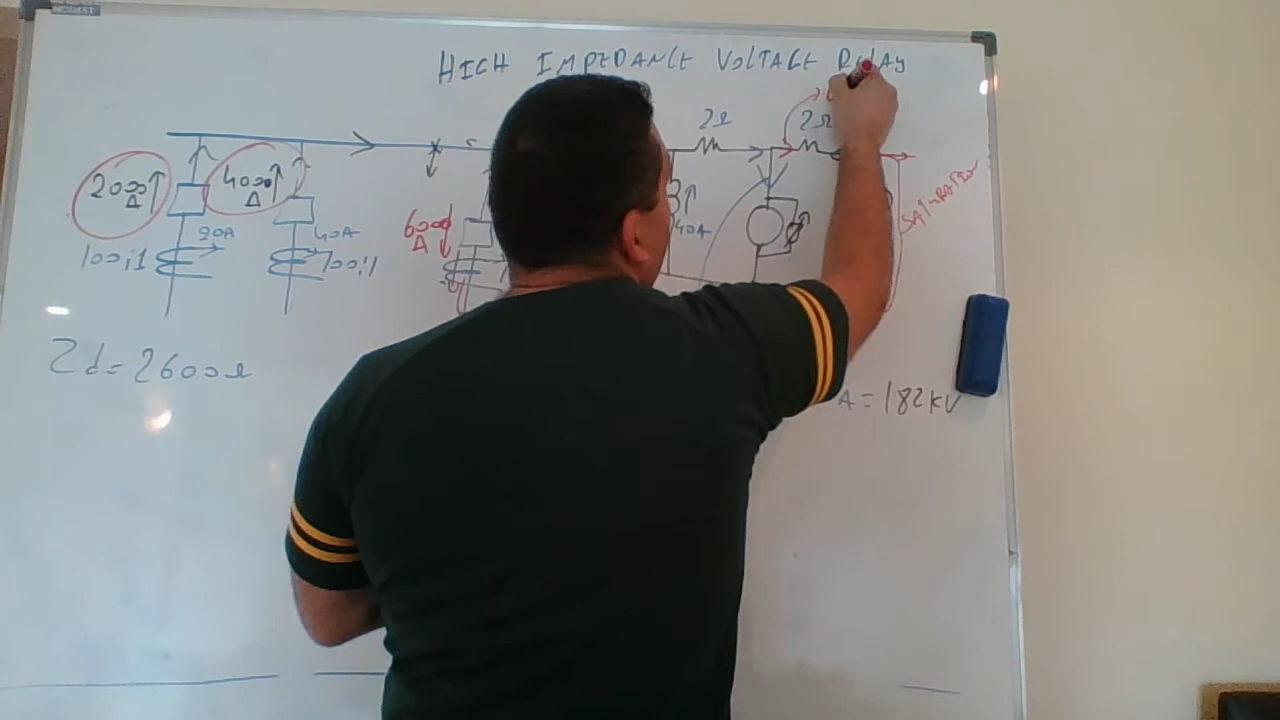 HIGH IMPEDANCE VOLTAGE RelAy
2Ω 2Ω
2000 A
4000 A
6000 A
SATURATION
20A 40A 40A
100:1 100:1
Zd=2600Ω
A = 182kV